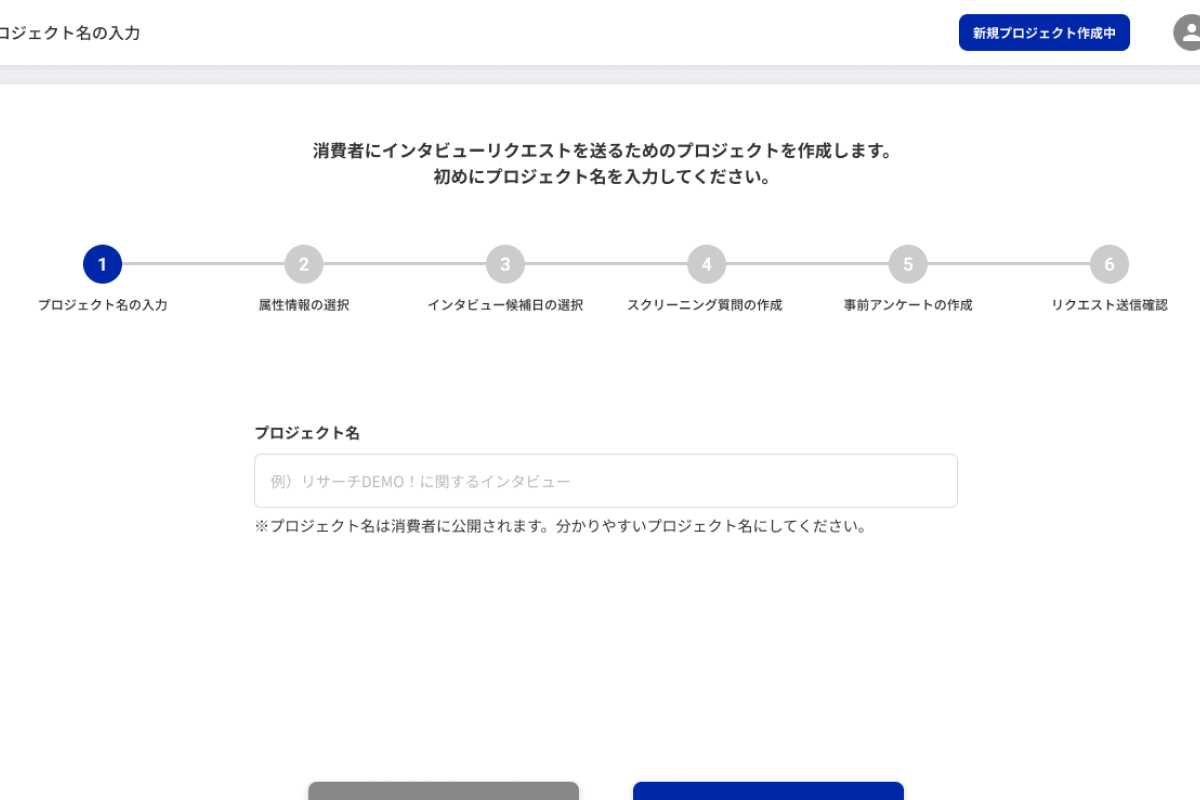 ロジェクト名の入力
新規プロジェクト作成中
消費者にインタビューリクエストを送るためのプロジェクトを作成します。
初めにプロジェクト名を入力してください。
1
2
3
4
5
6
プロジェクト名の入力
属性情報の選択
インタビュー候補日の選択
スクリーニング質問の作成
事前アンケートの作成
リクエスト送信確認
プロジェクト名
例）リサーチDEMO！に関するインタビュー
※プロジェクト名は消費者に公開されます。分かりやすいプロジェクト名にしてください。